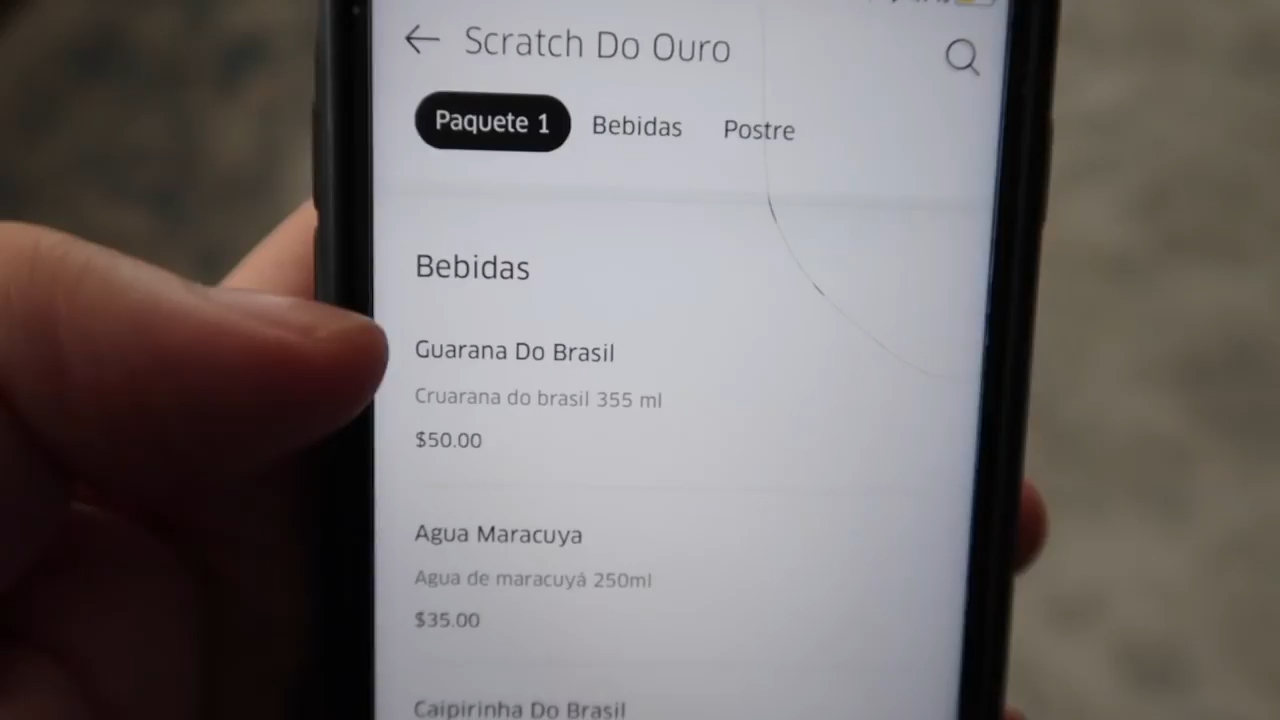 Scratch Do Ouro
Paquete 1 Bebidas Postre
Bebidas
Guarana Do Brasil
Cruarana do brasil 355 ml
$50.00
Agua Maracuya
Agua de maracuyá 250ml
$35.00
Caipirinha Do Brasil